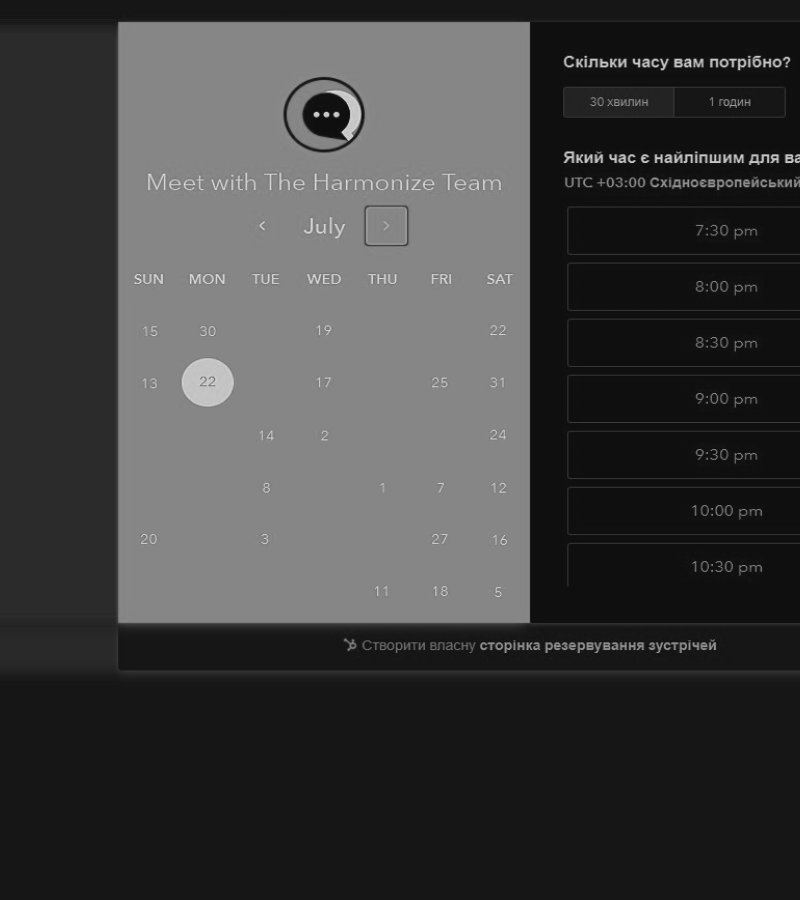 Meet with The Harmonize Team
July
SUN MON TUE WED THU FRI SAT
15 30 19 22
13 22 17 25 31
14 2 24
8 1 7 12
20 3 27 16
11 18 5
Скільки часу вам потрібно?
30 хвилин 1 годин
Який час є найліпшим для ва
UTC +03:00 Східноєвропейський
7:30 pm
8:00 pm
8:30 pm
9:00 pm
9:30 pm
10:00 pm
10:30 pm
Створити власну сторінка резервування зустрічей